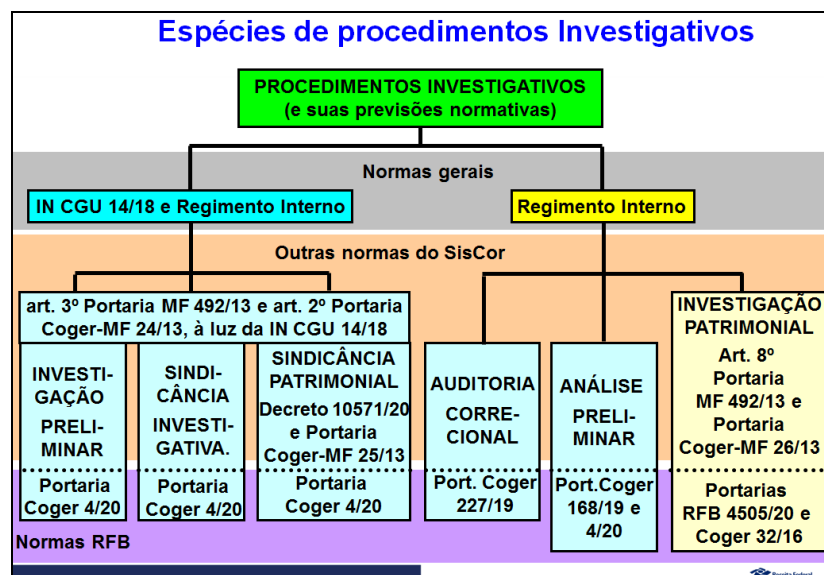 Espécies de procedimentos Investigativos
PROCEDIMENTOS INVESTIGATIVOS
(e suas previsões normativas)
Normas gerais
IN CGU 14/18 e Regimento Interno
Regimento Interno
Outras normas do SisCor
art. 3º Portaria MF 492/13 e art. 2º Portaria
Coger-MF 24/13, à luz da IN CGU 14/18
INVESTI-
GAÇÃO
PRELI-
MINAR
Portaria
Coger 4/20
SINDI-
CÂNCIA
INVESTI-
GATIVA.
Portaria
Coger 4/20
SINDICÂNCIA
PATRIMONIAL
Decreto 10571/20
e Portaria
Coger-MF 25/13
Portaria
Coger 4/20
AUDITORIA
CORRE-
CIONAL
Port. Coger
227/19
ANÁLISE
PRELI-
MINAR
Port.Coger
168/19 e
4/20
INVESTIGAÇÃO
PATRIMONIAL
Art. 8º
Portaria
MF 492/13 e
Portaria
Coger-MF 26/13
Portarias
RFB 4505/20 e
Coger 32/16
Normas RFB
Receita Federal